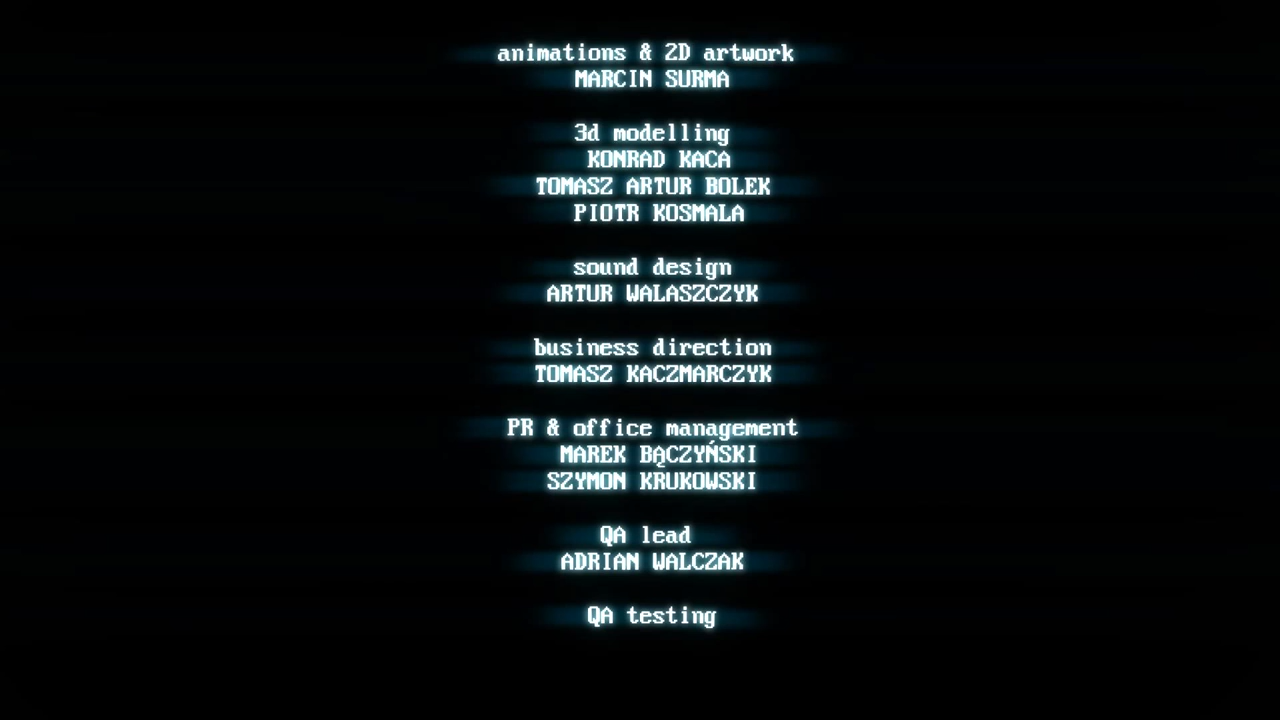 animations & 2D artwork
MARCIN SURMA
3d modelling
KONRAD KACA
TOMASZ ARTUR BOLEK
PIOTR KOSMALA
sound design
ARTUR WALASZCZYK
business direction
TOMASZ KACZMARCZYK
PR & office management
MAREK BĄCZYŃSKI
SZYMON KRUKOWSKI
QA lead
ADRIAN WALCZAK
QA testing